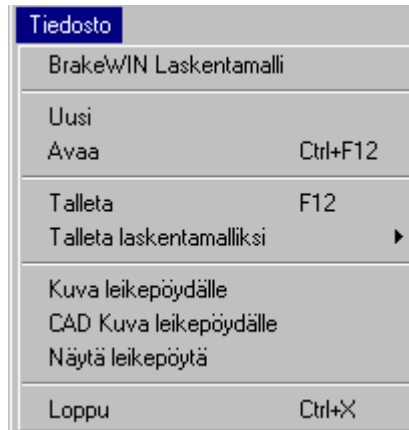 Tiedosto
BrakeWIN Laskentamalli
Uusi
Avaa Ctrl+F12
Talleta F12
Talleta laskentamalliksi
Kuva leikepöydälle
CAD Kuva leikepöydälle
Näytä leikepöytä
Loppu Ctrl+X